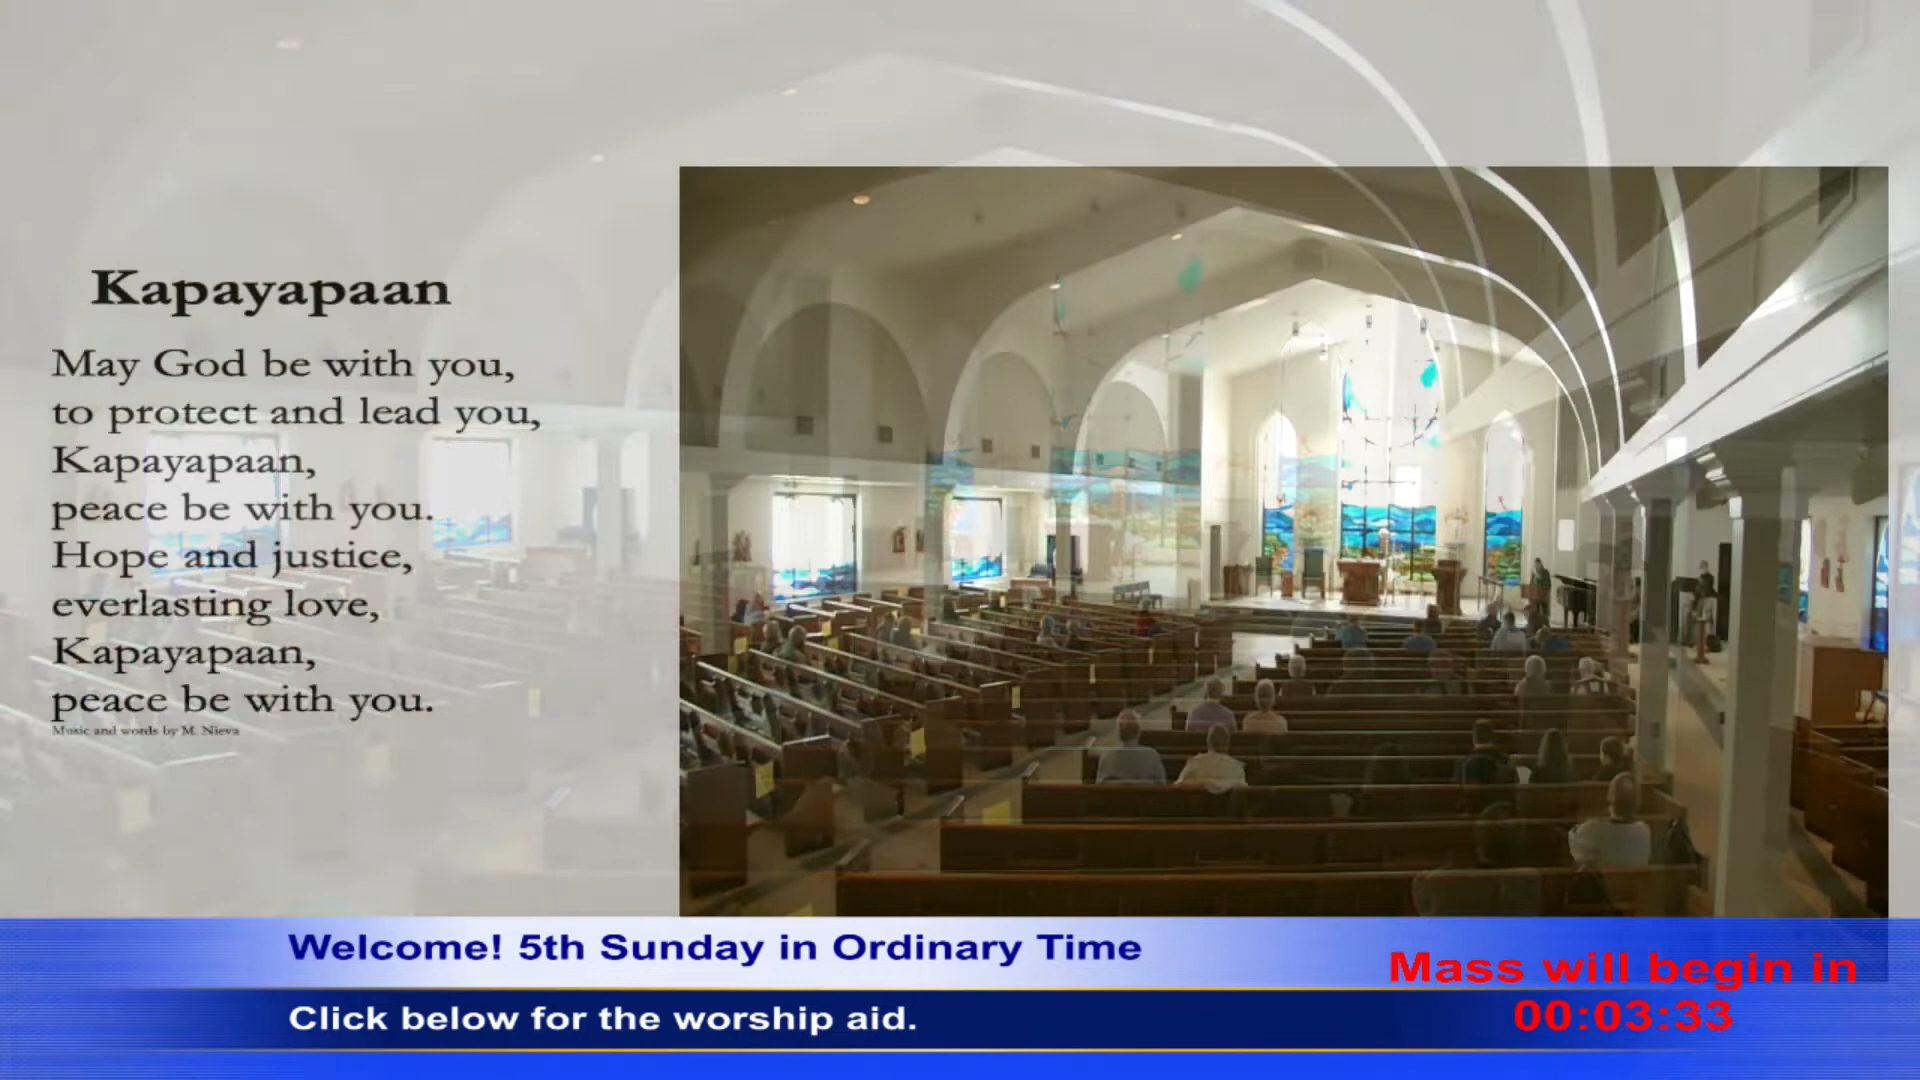 Kapayapaan
May God be with you,
to protect and lead you,
Kapayapaan,
peace be with you.
Hope and justice,
everlasting love,
Kapayapaan,
peace be with you.
Music and words by M. Nieva
Welcome! 5th Sunday in Ordinary Time
Click below for the worship aid.
Mass will begin in
00:03:33